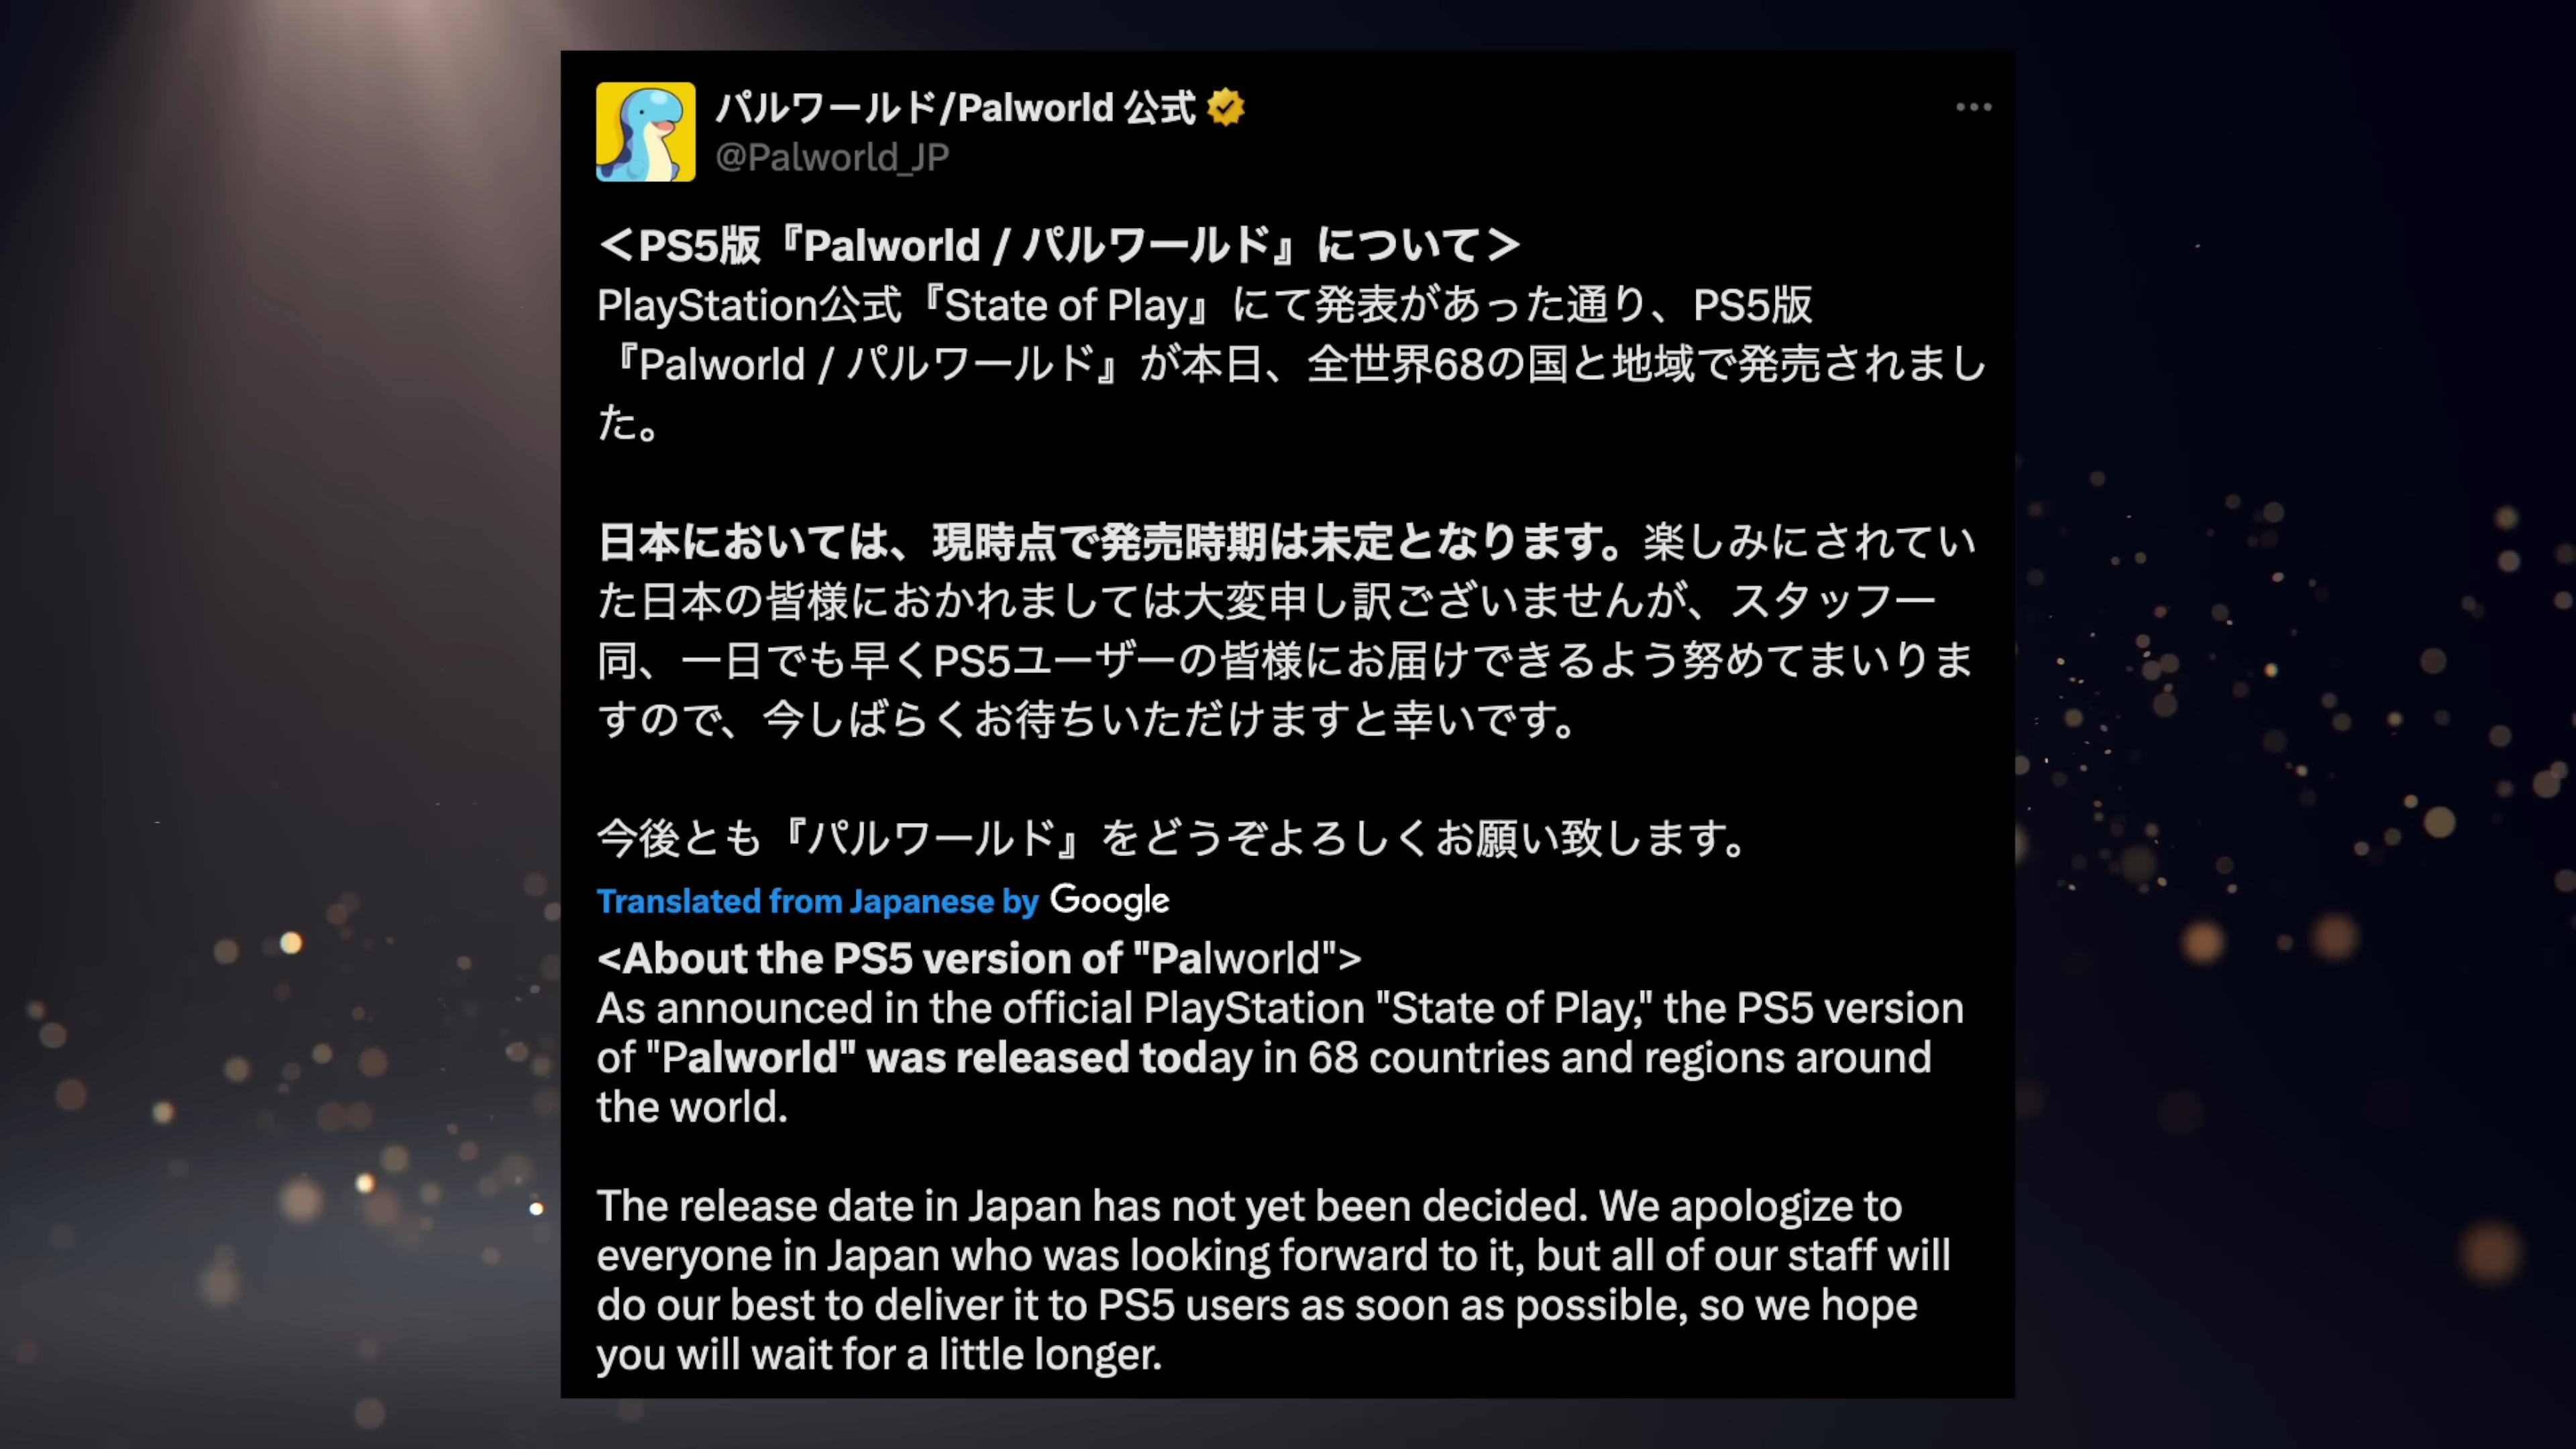 パルワールド/Palworld 公式
@Palworld_JP
＜PS5版『Palworld / パルワールド』について＞
PlayStation公式『State of Play』にて発表があった通り、PS5版
『Palworld / パルワールド』が本日、全世界68の国と地域で発売されまし
た。
日本においては、現時点で発売時期は未定となります。楽しみにされてい
た日本の皆様におかれましては大変申し訳ございませんが、スタッフ一
同、一日でも早くPS5ユーザーの皆様にお届けできるよう努めてまいりま
すので、今しばらくお待ちいただけますと幸いです。
今後とも『パルワールド』をどうぞよろしくお願い致します。
Translated from Japanese by Google
<About the PS5 version of "Palworld">
As announced in the official PlayStation "State of Play," the PS5 version
of "Palworld" was released today in 68 countries and regions around
the world.
The release date in Japan has not yet been decided. We apologize to
everyone in Japan who was looking forward to it, but all of our staff will
do our best to deliver it to PS5 users as soon as possible, so we hope
you will wait for a little longer.